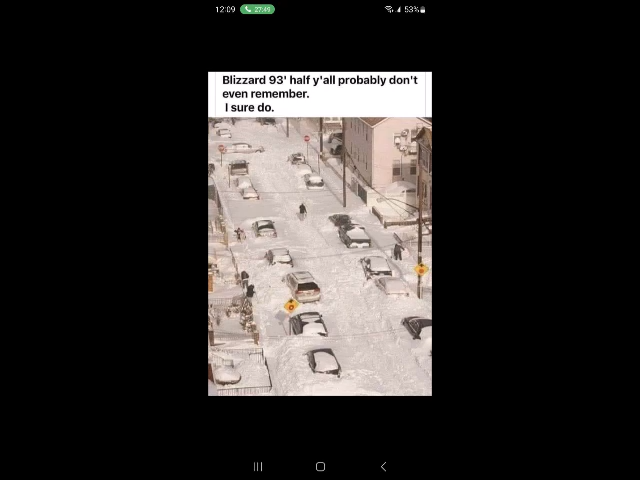 12:09 27:49 53%
Blizzard 93' half y'all probably don't
even remember.
I sure do.